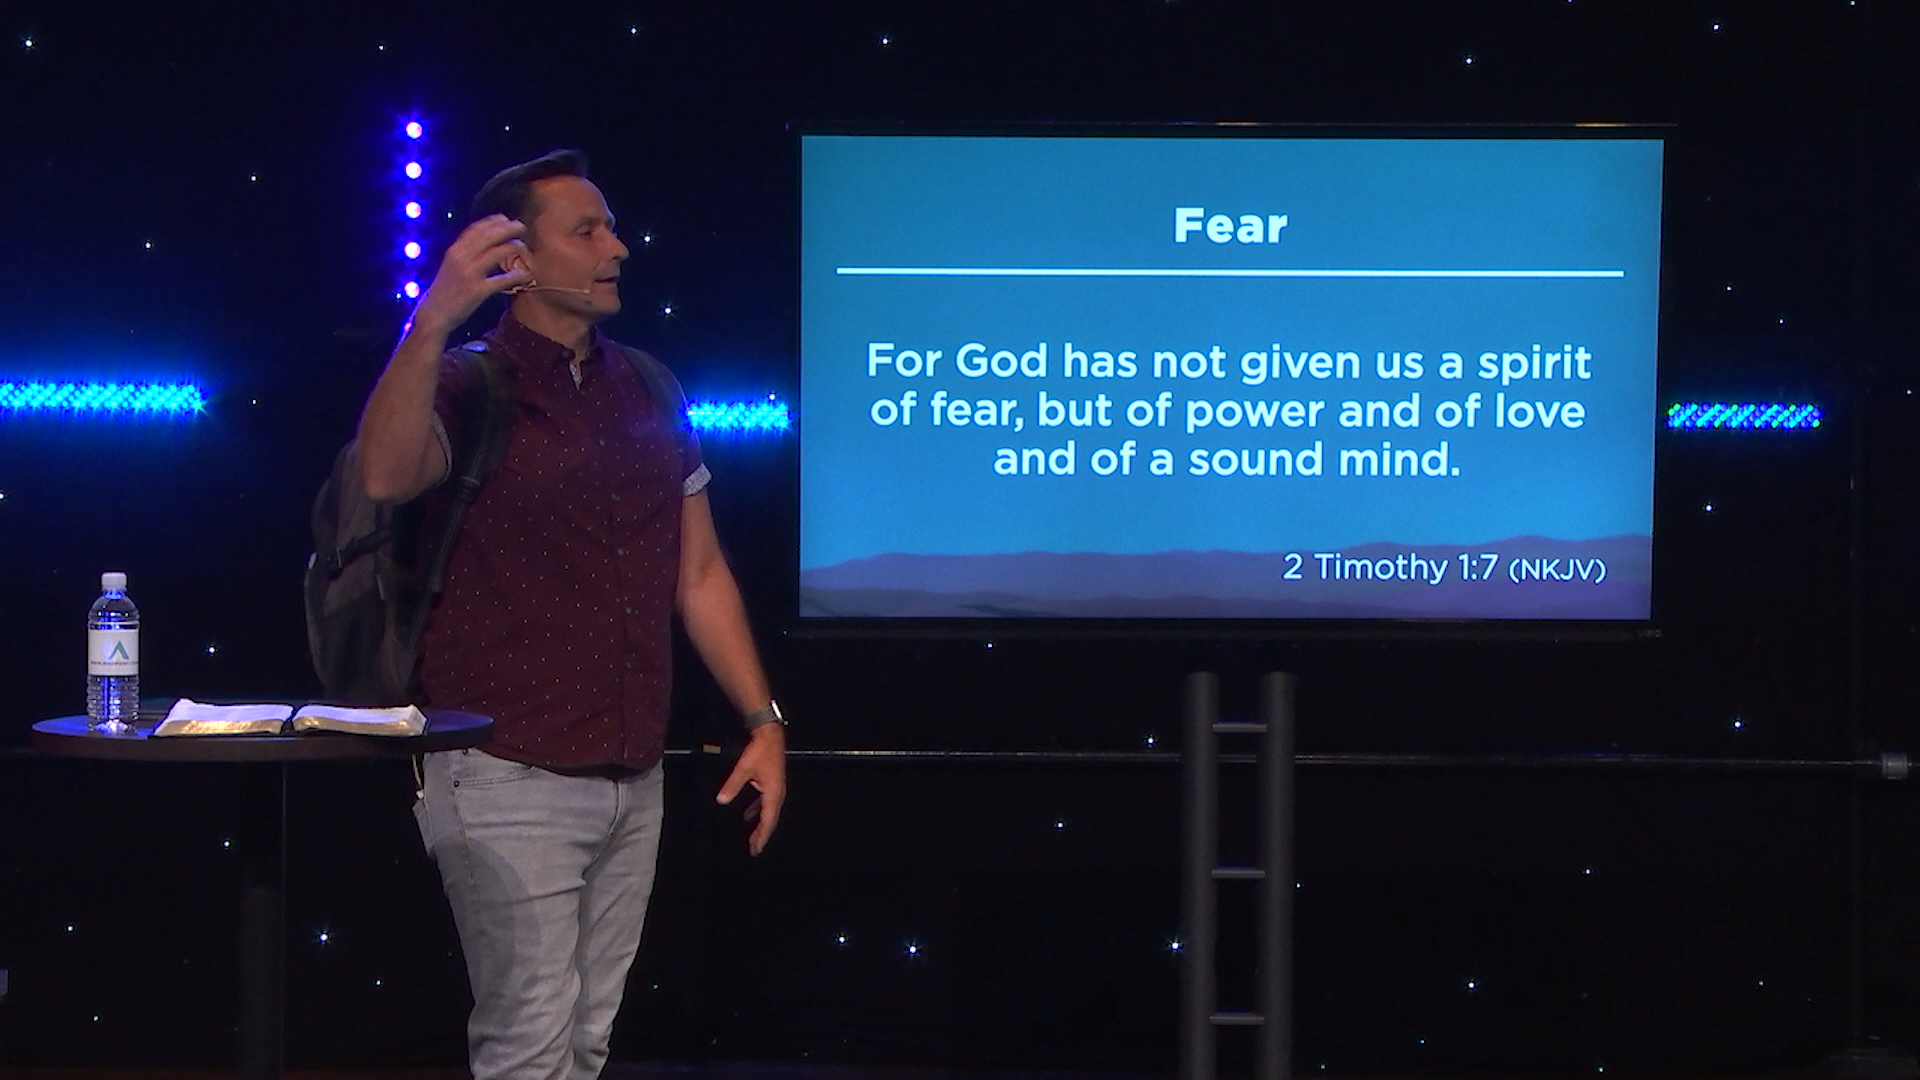 Fear
For God has not given us a spirit
of fear, but of power and of love
and of a sound mind.
2 Timothy 1:7 (NKJV)